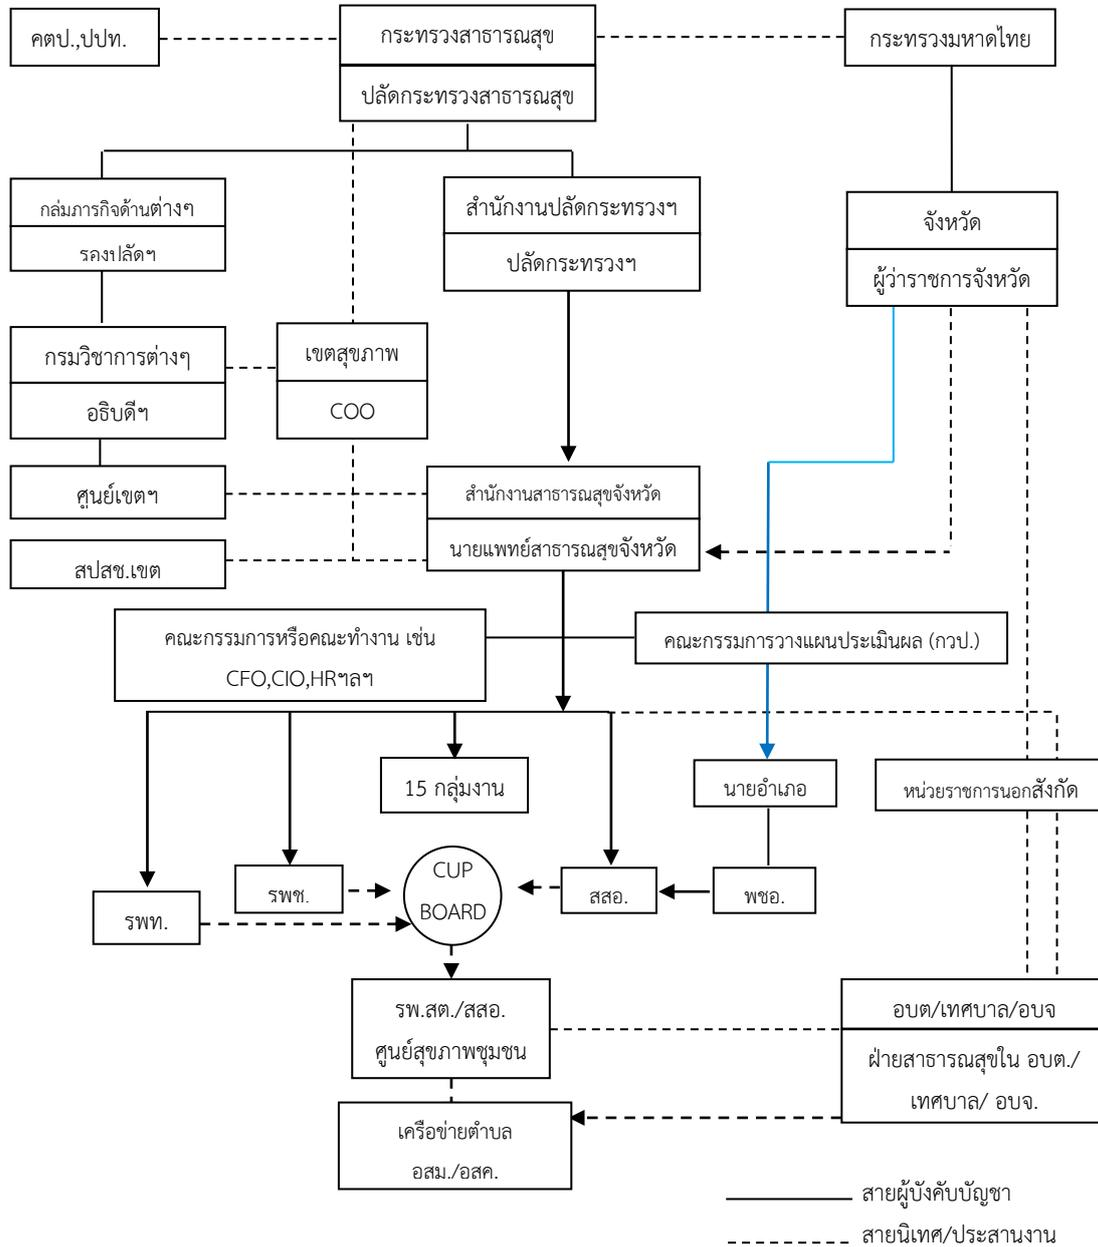 คตป.,ปปท.
กระทรวงสาธารณสุข
กระทรวงมหาดไทย
ปลัดกระทรวงสาธารณสุข
กลุ่มภารกิจด้านต่างๆ
รองปลัดฯ
สำนักงานปลัดกระทรวงฯ
ปลัดกระทรวงฯ
จังหวัด
ผู้ว่าราชการจังหวัด
กรมวิชาการต่างๆ
อธิบดีฯ
เขตสุขภาพ
COO
ศูนย์เขตฯ
สำนักงานสาธารณสุขจังหวัด
นายแพทย์สาธารณสุขจังหวัด
สปสช.เขต
คณะกรรมการหรือคณะทำงาน เช่น
CFO,CIO,HRฯลฯ
คณะกรรมการวางแผนประเมินผล (กวป.)
15 กลุ่มงาน
นายอำเภอ
หน่วยราชการนอกสังกัด
รพท.
รพช.
CUP
BOARD
สสอ.
พชอ.
รพ.สต./สสอ.
ศูนย์สุขภาพชุมชน
อบต/เทศบาล/อบจ
ฝ่ายสาธารณสุขใน อบต./
เทศบาล/ อบจ.
เครือข่ายตำบล
อสม./อสค.
สายผู้บังคับบัญชา
สายนิเทศ/ประสานงาน